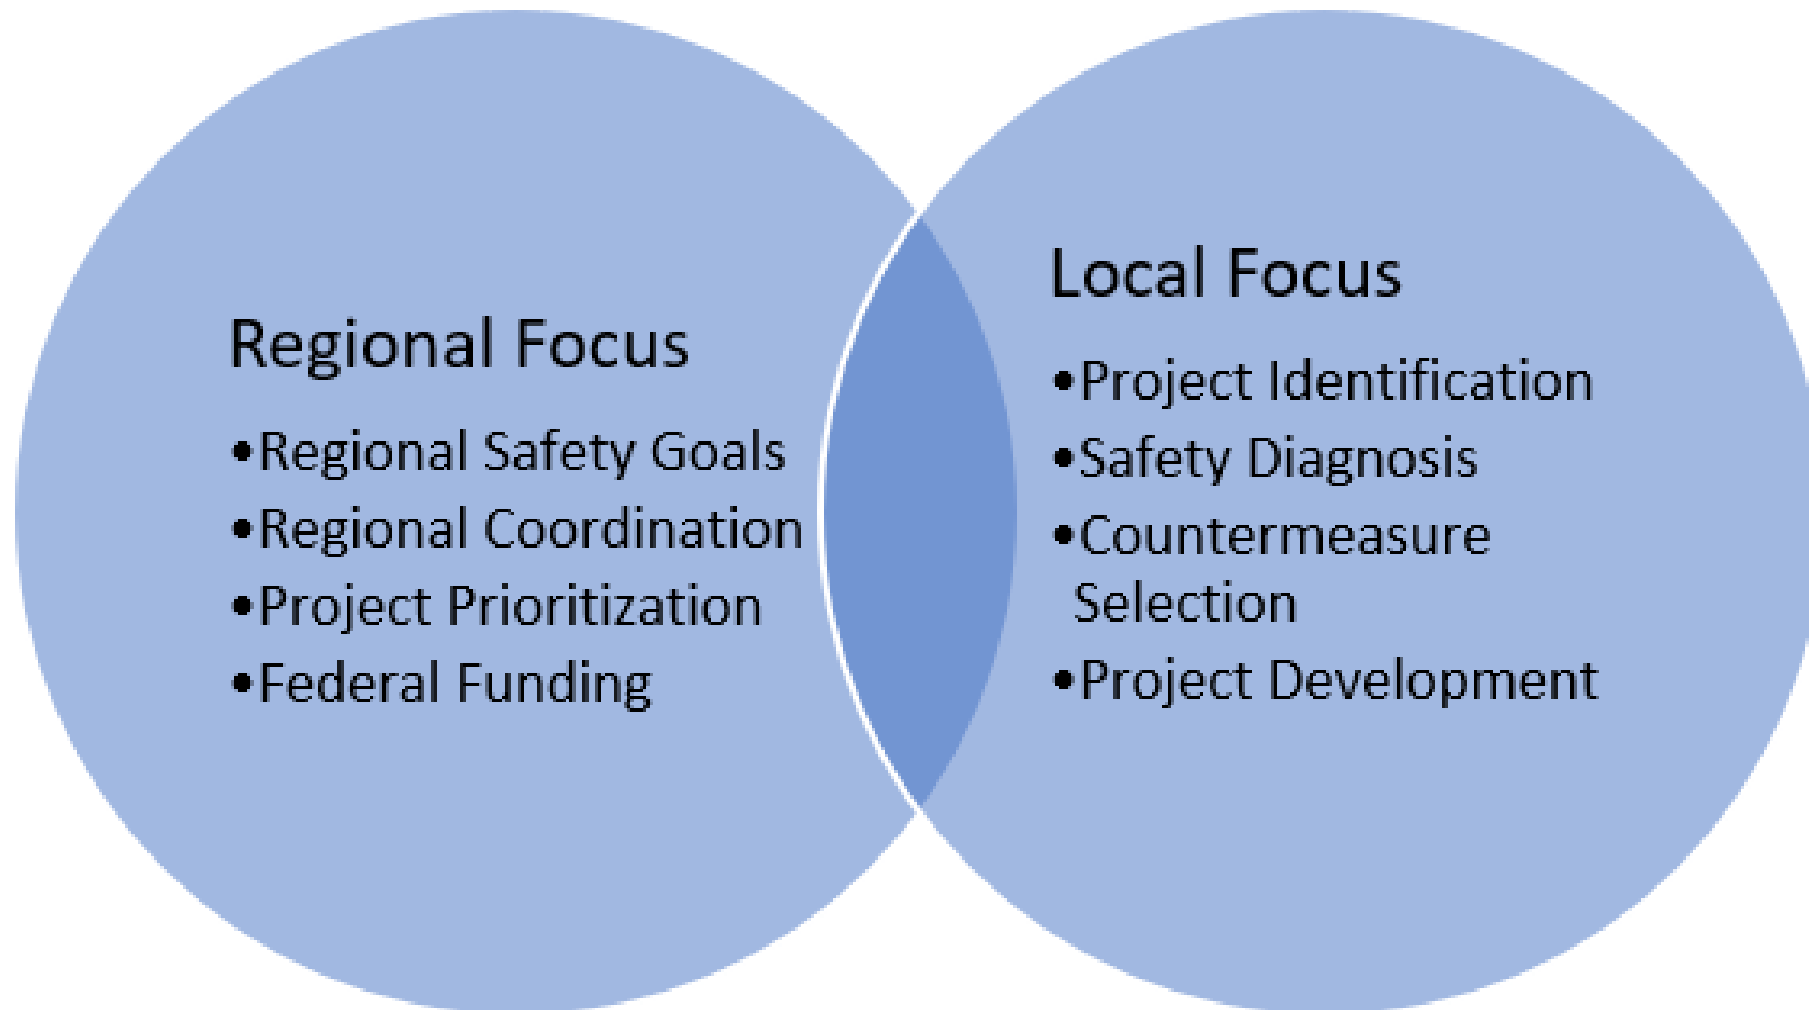 Regional Focus
•Regional Safety Goals
•Regional Coordination
•Project Prioritization
•Federal Funding
Local Focus
•Project Identification
•Safety Diagnosis
•Countermeasure
Selection
•Project Development